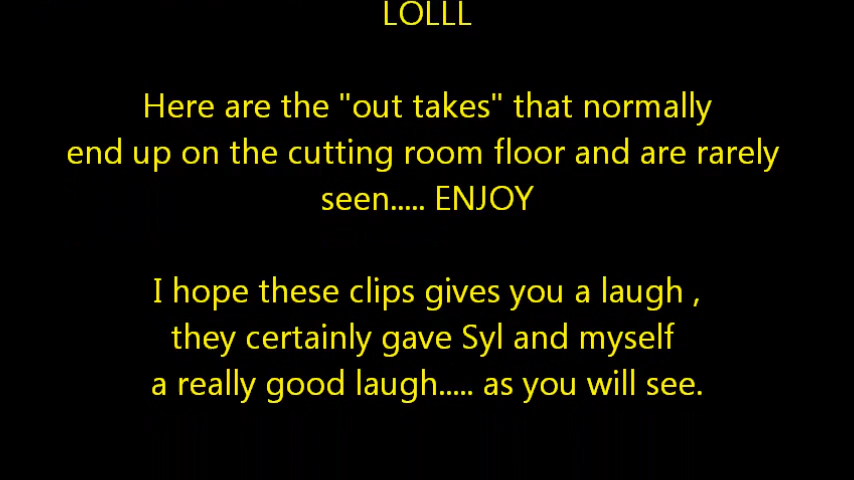 LOLLL
Here are the "out takes" that normally
end up on the cutting room floor and are rarely
seen..... ENJOY
I hope these clips gives you a laugh ,
they certainly gave Syl and myself
a really good laugh..... as you will see.